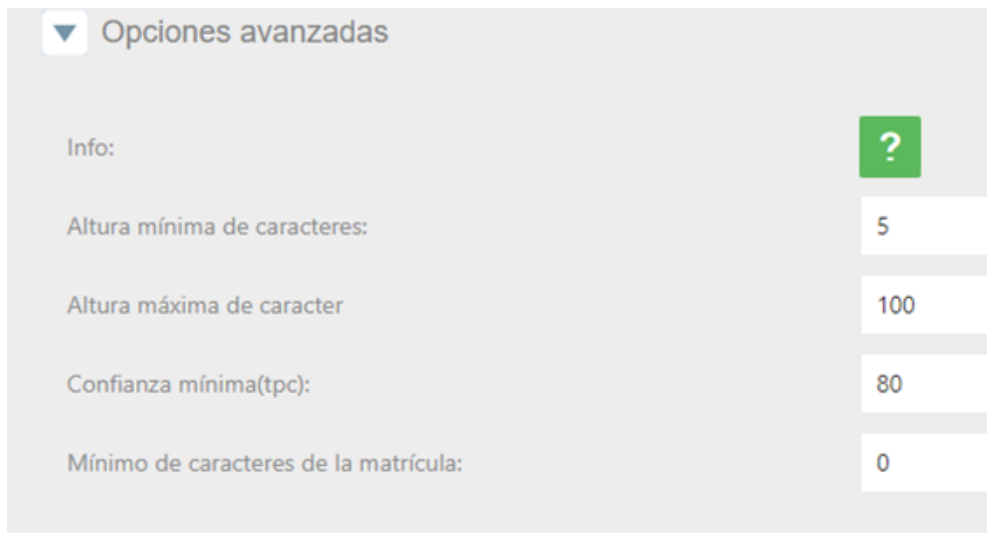 Opciones avanzadas
Info: ?
Altura mínima de caracteres: 5
Altura máxima de caracter 100
Confianza mínima(tpc): 80
Mínimo de caracteres de la matrícula: 0